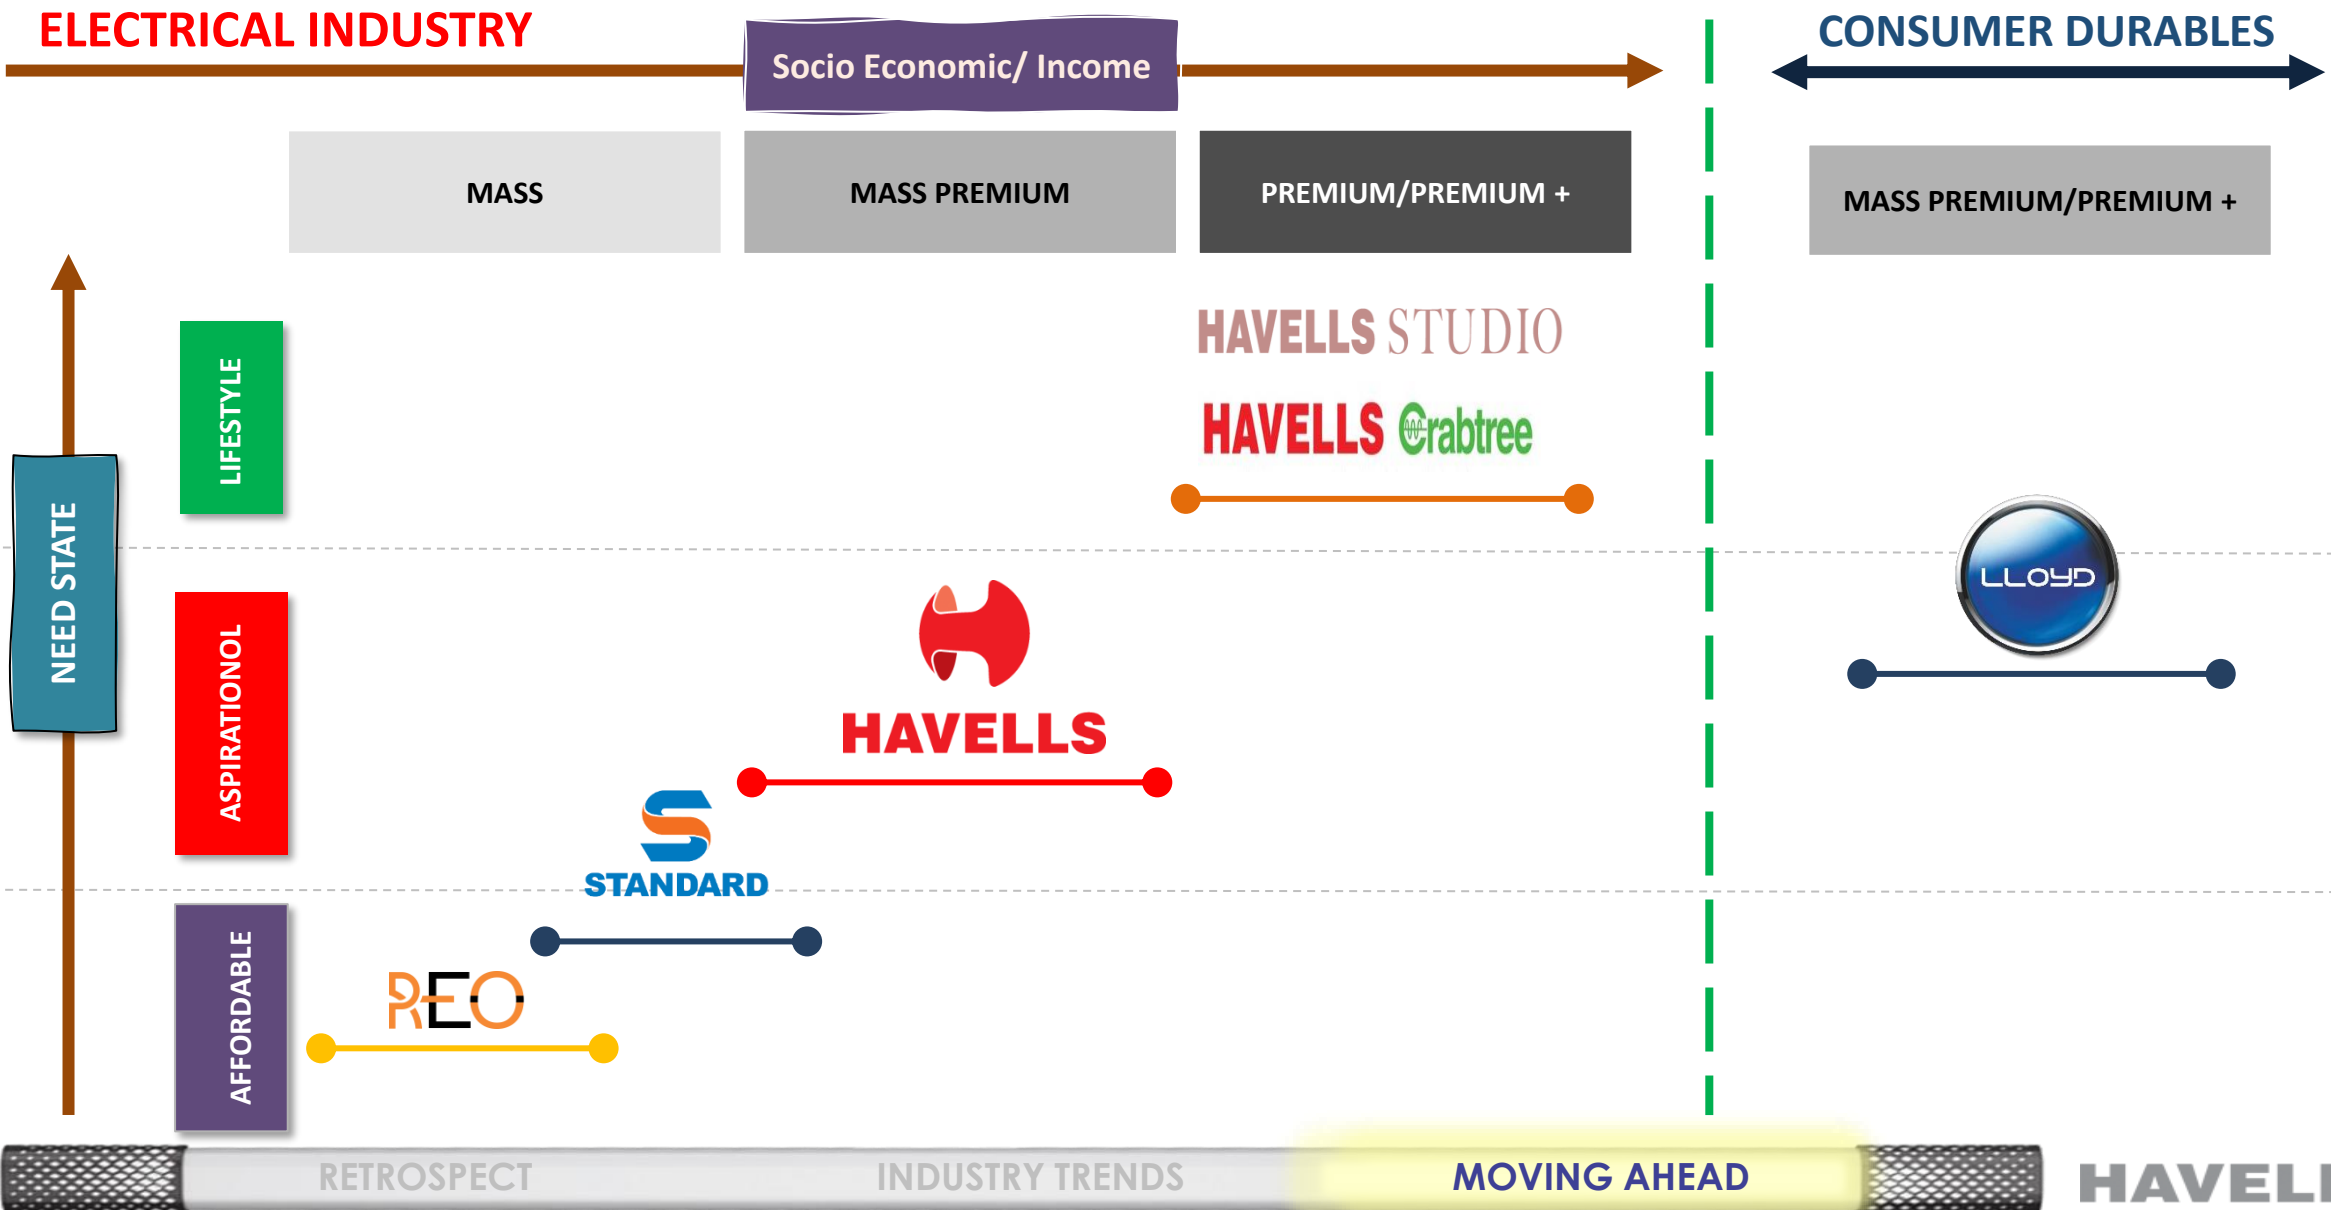 ELECTRICAL INDUSTRY
Socio Economic/ Income
CONSUMER DURABLES
MASS
MASS PREMIUM
PREMIUM/PREMIUM +
MASS PREMIUM/PREMIUM +
NEED STATE
LIFESTYLE
HAVELLS STUDIO
HAVELLS Crabtree
LLOYD
ASPIRATIONOL
HAVELLS
STANDARD
AFFORDABLE
REO
RETROSPECT
INDUSTRY TRENDS
MOVING AHEAD
HAVEL